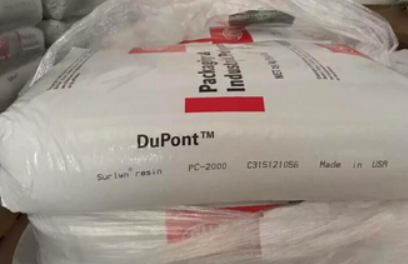 Packaging &
Industrial
DuPont™
Surlyn® resin PC-2000 C315121056 Made in USA